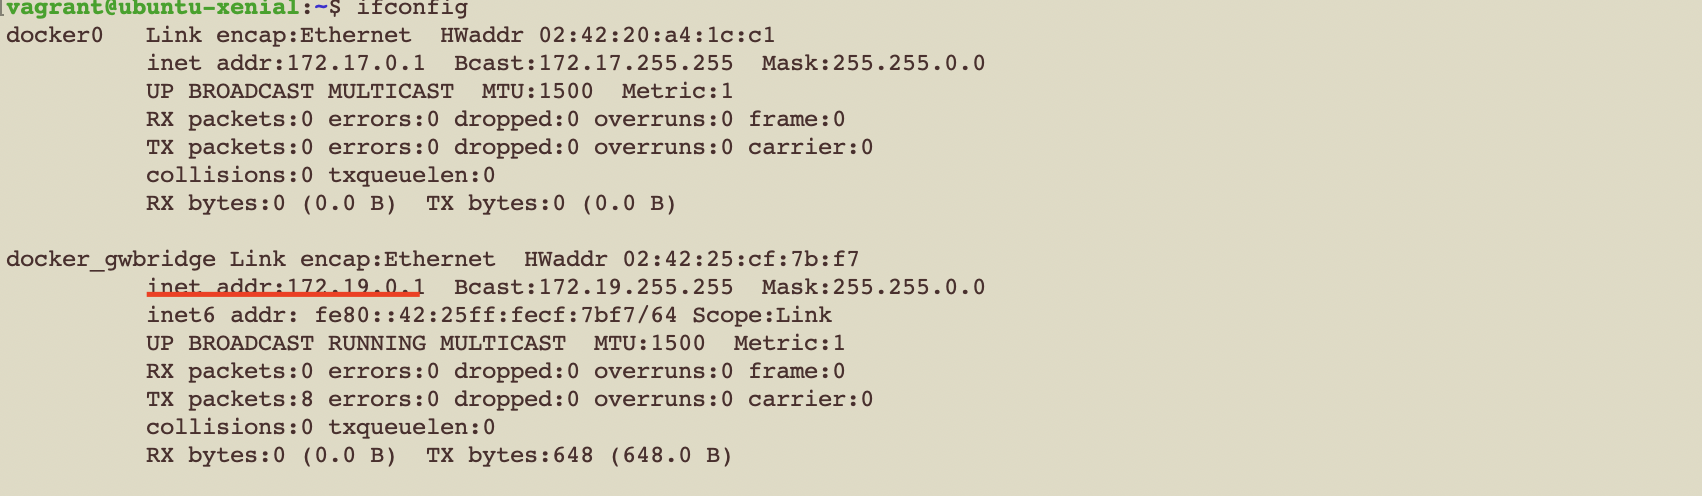 vagrant@ubuntu-xenial:~$ ifconfig
docker0   Link encap:Ethernet  HWaddr 02:42:20:a4:1c:c1
          inet addr:172.17.0.1  Bcast:172.17.255.255  Mask:255.255.0.0
          UP BROADCAST MULTICAST  MTU:1500  Metric:1
          RX packets:0 errors:0 dropped:0 overruns:0 frame:0
          TX packets:0 errors:0 dropped:0 overruns:0 carrier:0
          collisions:0 txqueuelen:0
          RX bytes:0 (0.0 B)  TX bytes:0 (0.0 B)

docker_gwbridge Link encap:Ethernet  HWaddr 02:42:25:cf:7b:f7
          inet addr:172.19.0.1  Bcast:172.19.255.255  Mask:255.255.0.0
          inet6 addr: fe80::42:25ff:fecf:7bf7/64 Scope:Link
          UP BROADCAST RUNNING MULTICAST  MTU:1500  Metric:1
          RX packets:0 errors:0 dropped:0 overruns:0 frame:0
          TX packets:8 errors:0 dropped:0 overruns:0 carrier:0
          collisions:0 txqueuelen:0
          RX bytes:0 (0.0 B)  TX bytes:648 (648.0 B)